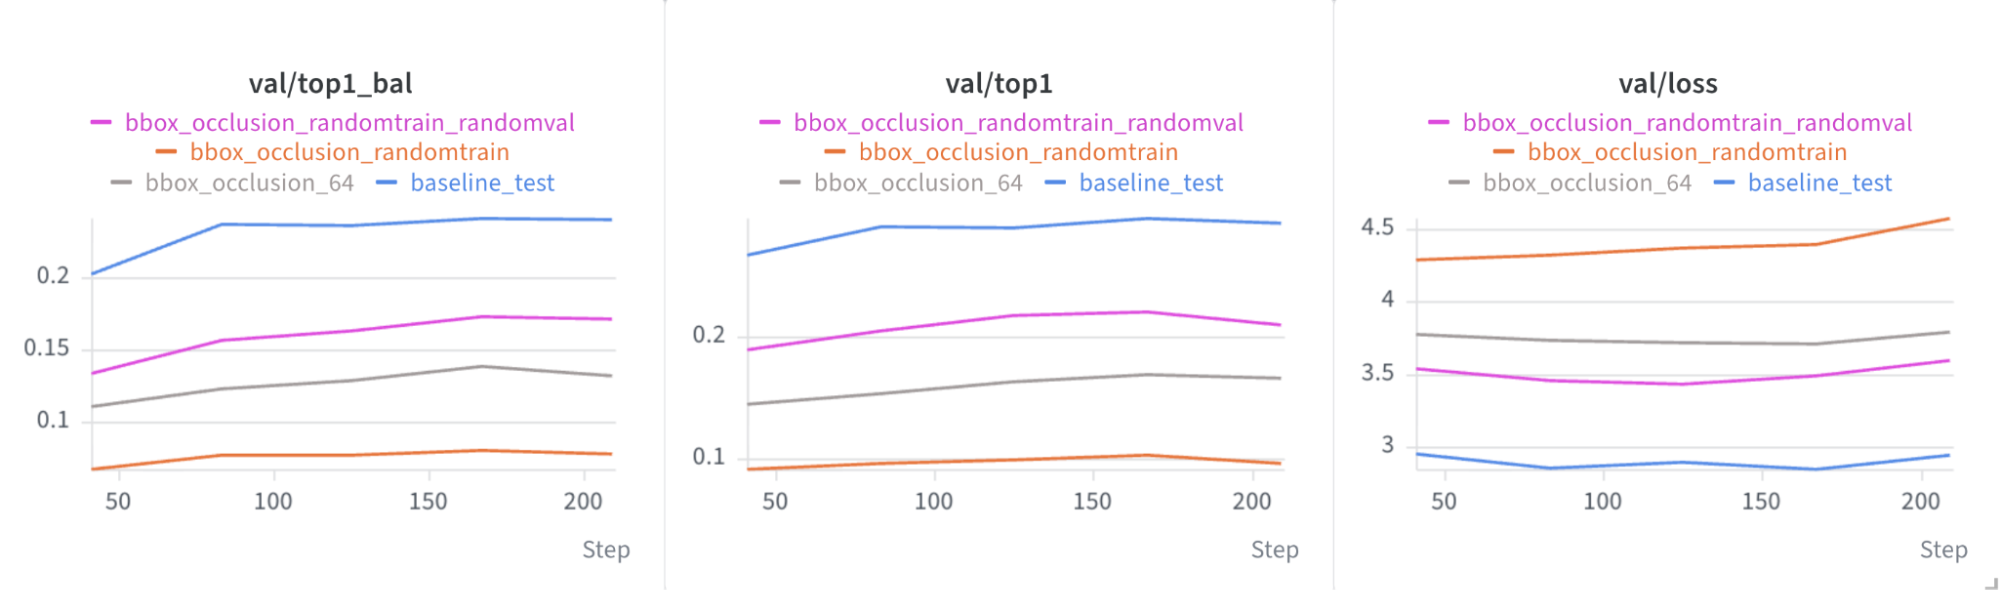 val/top1_bal
bbox_occlusion_randomtrain_randomval
bbox_occlusion_randomtrain
bbox_occlusion_64 baseline_test
0.2
0.15
0.1
50 100 150 200
Step
val/top1
bbox_occlusion_randomtrain_randomval
bbox_occlusion_randomtrain
bbox_occlusion_64 baseline_test
0.2
0.1
50 100 150 200
Step
val/loss
bbox_occlusion_randomtrain_randomval
bbox_occlusion_randomtrain
bbox_occlusion_64 baseline_test
4.5
4
3.5
3
50 100 150 200
Step